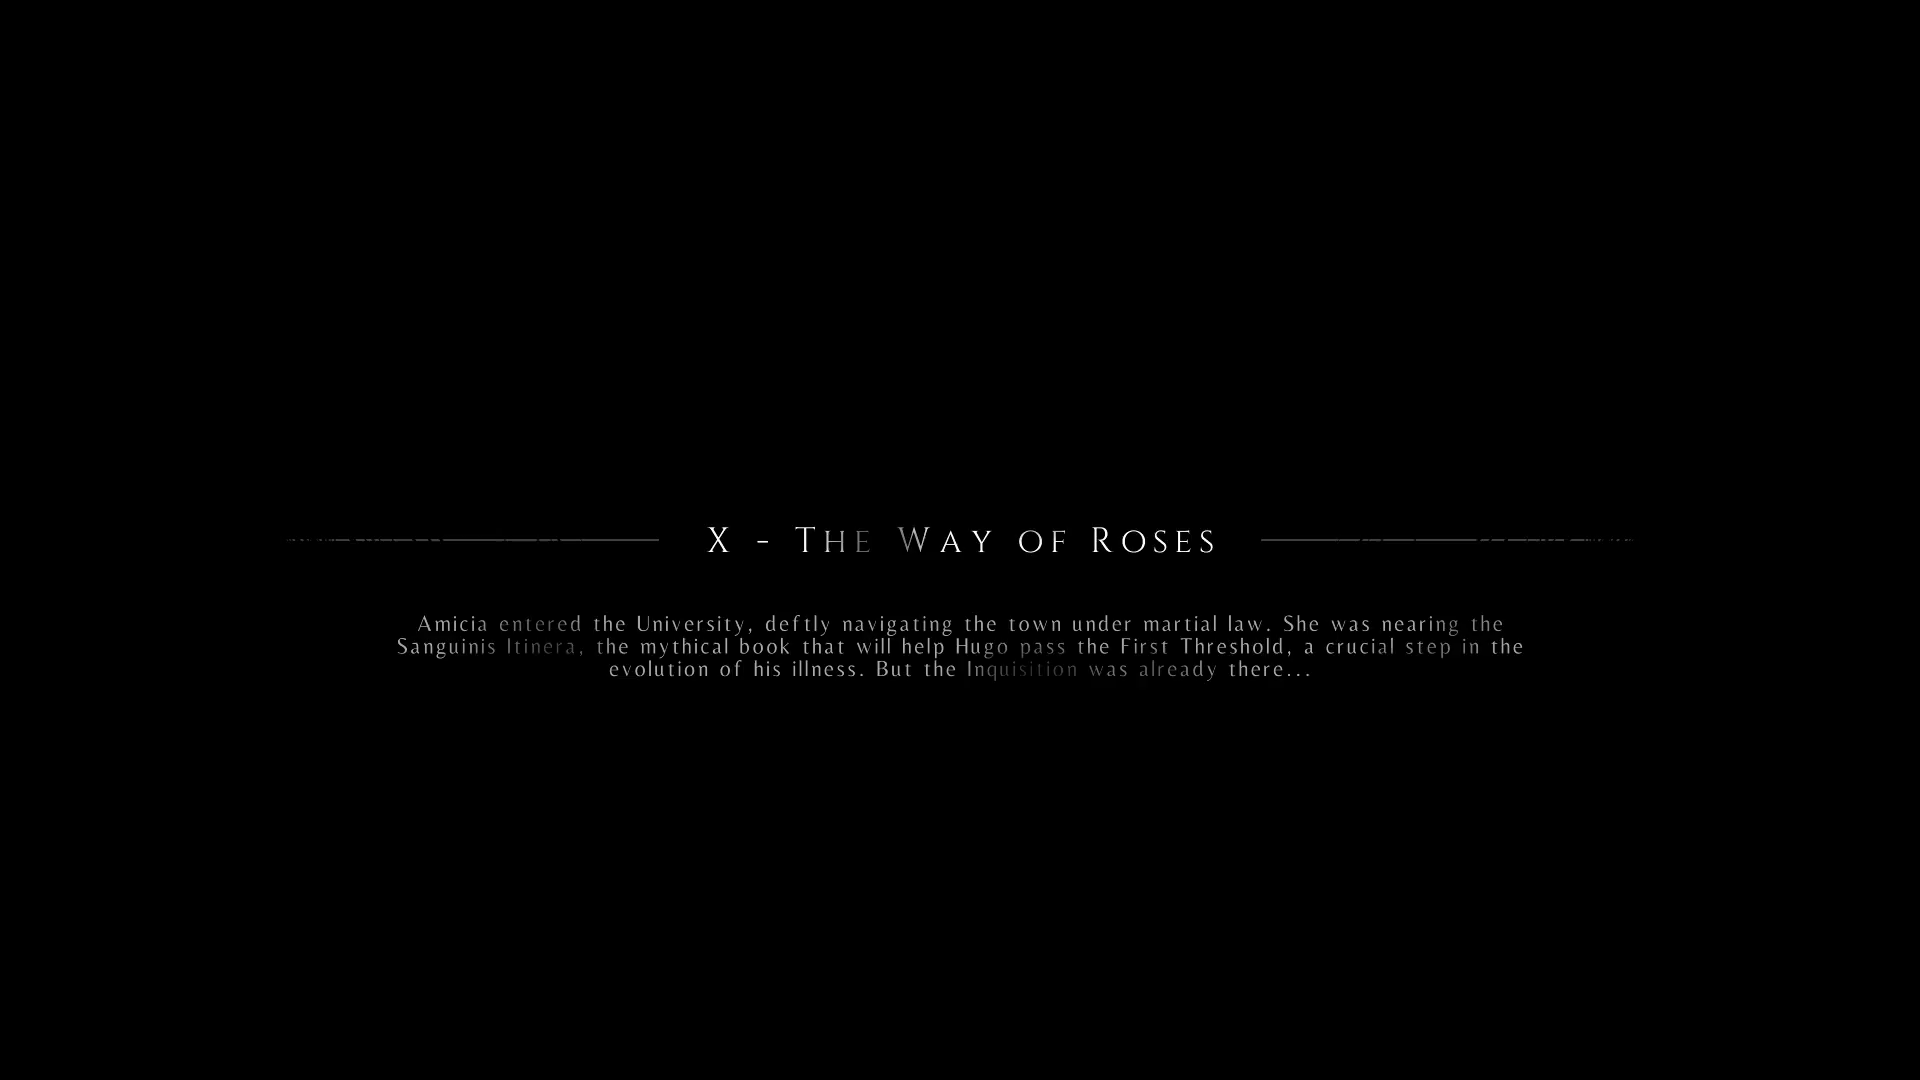 X - The Way of Roses
Amicia entered the University, deftly navigating the town under martial law. She was nearing the
Sanguinis Itinera, the mythical book that will help Hugo pass the First Threshold, a crucial step in the
evolution of his illness. But the Inquisition was already there...